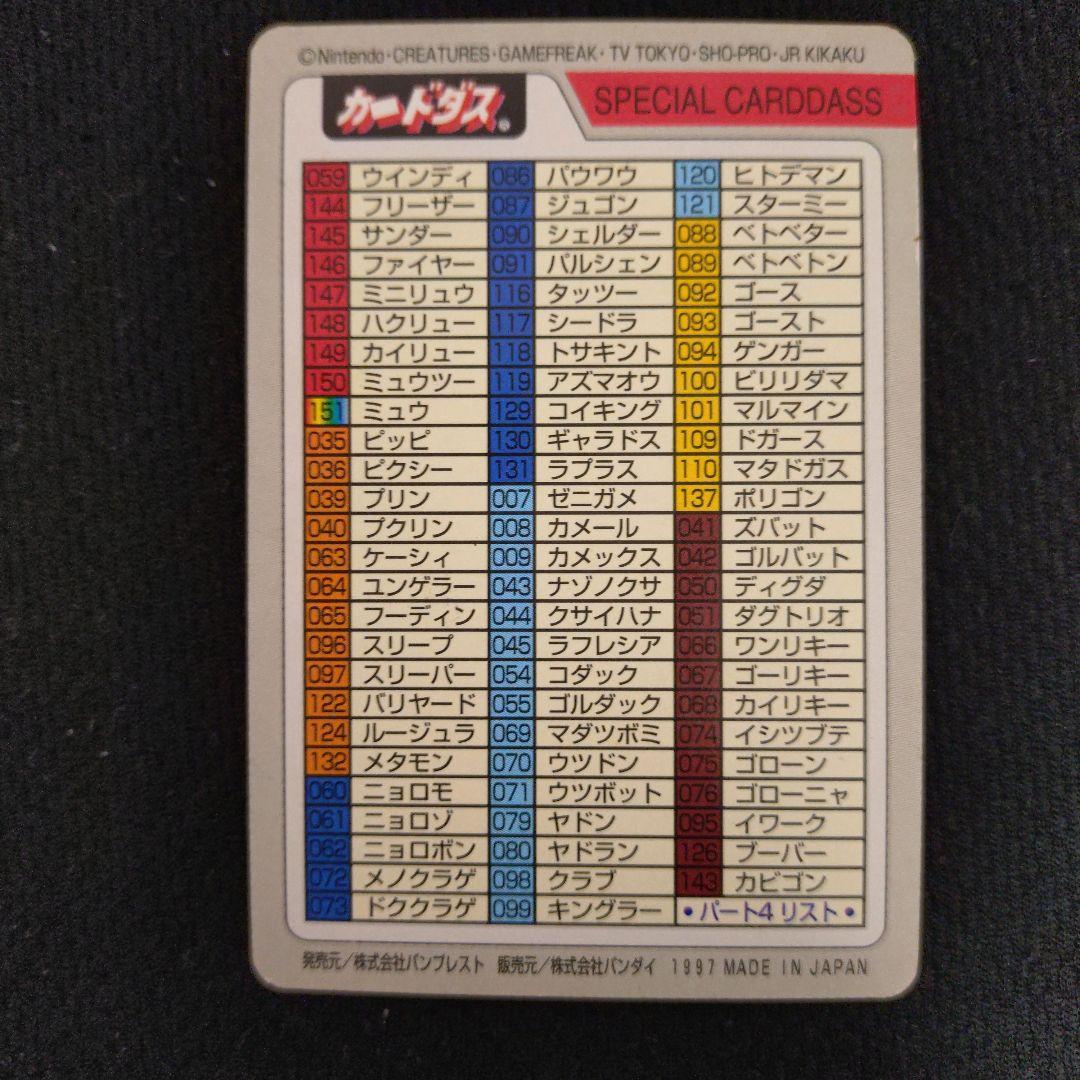 ©Nintendo・CREATURES・GAMEFREAK・TV TOKYO・SHO-PRO・JR KIKAKU
カードダス®
SPECIAL CARDDASS
059 ウインディ 086 パウワウ 120 ヒトデマン
144 フリーザー 087 ジュゴン 121 スターミー
145 サンダー 090 シェルダー 088 ベトベター
146 ファイヤー 091 パルシェン 089 ベトベトン
147 ミニリュウ 116 タッツー 092 ゴース
148 ハクリュー 117 シードラ 093 ゴースト
149 カイリュー 118 トサキント 094 ゲンガー
150 ミュウツー 119 アズマオウ 100 ビリリダマ
151 ミュウ 129 コイキング 101 マルマイン
035 ピッピ 130 ギャラドス 109 ドガース
036 ピクシー 131 ラプラス 110 マタドガス
039 プリン 007 ゼニガメ 137 ポリゴン
040 プクリン 008 カメール 041 ズバット
063 ケーシィ 009 カメックス 042 ゴルバット
064 ユンゲラー 043 ナゾノクサ 050 ディグダ
065 フーディン 044 クサイハナ 051 ダグトリオ
096 スリープ 045 ラフレシア 066 ワンリキー
097 スリーパー 054 コダック 067 ゴーリキー
122 バリヤード 055 ゴルダック 068 カイリキー
124 ルージュラ 069 マダツボミ 074 イシツブテ
132 メタモン 070 ウツドン 075 ゴローン
060 ニョロモ 071 ウツボット 076 ゴローニャ
061 ニョロゾ 079 ヤドン 095 イワーク
062 ニョロボン 080 ヤドラン 126 ブーバー
072 メノクラゲ 098 クラブ 143 カビゴン
073 ドククラゲ 099 キングラー •パート4 リスト•
発売元/株式会社バンプレスト 販売元/株式会社バンダイ 1997 MADE IN JAPAN